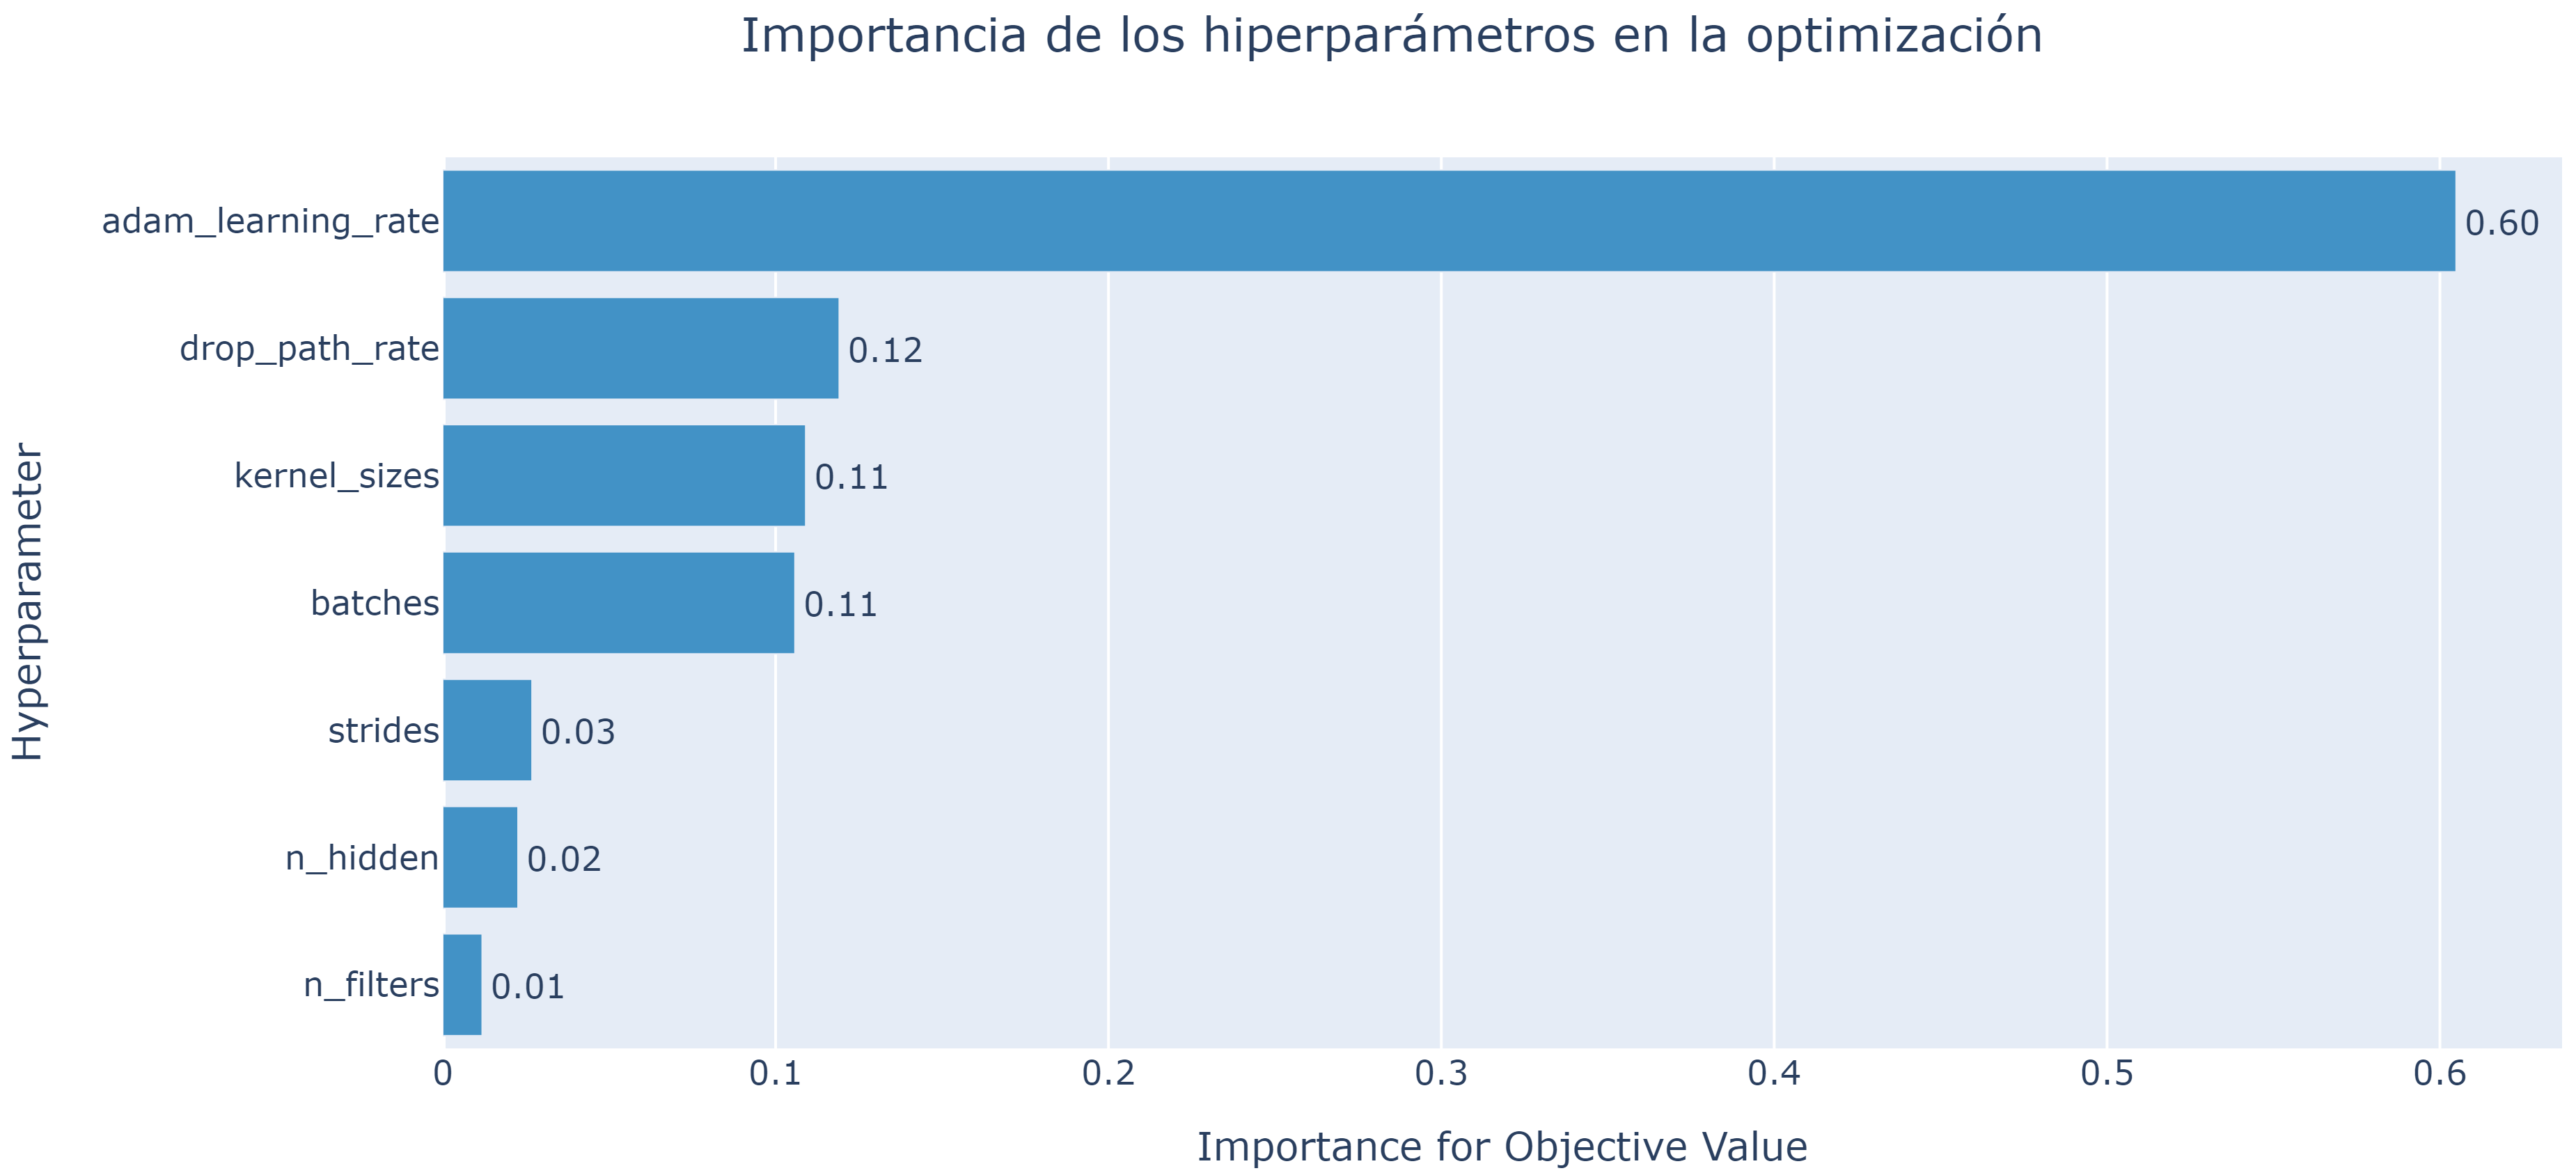 Importancia de los hiperparámetros en la optimización
Hyperparameter
adam_learning_rate
0.60
drop_path_rate
0.12
kernel_sizes
0.11
batches
0.11
strides
0.03
n_hidden
0.02
n_filters
0.01
0
0.1
0.2
0.3
0.4
0.5
0.6
Importance for Objective Value